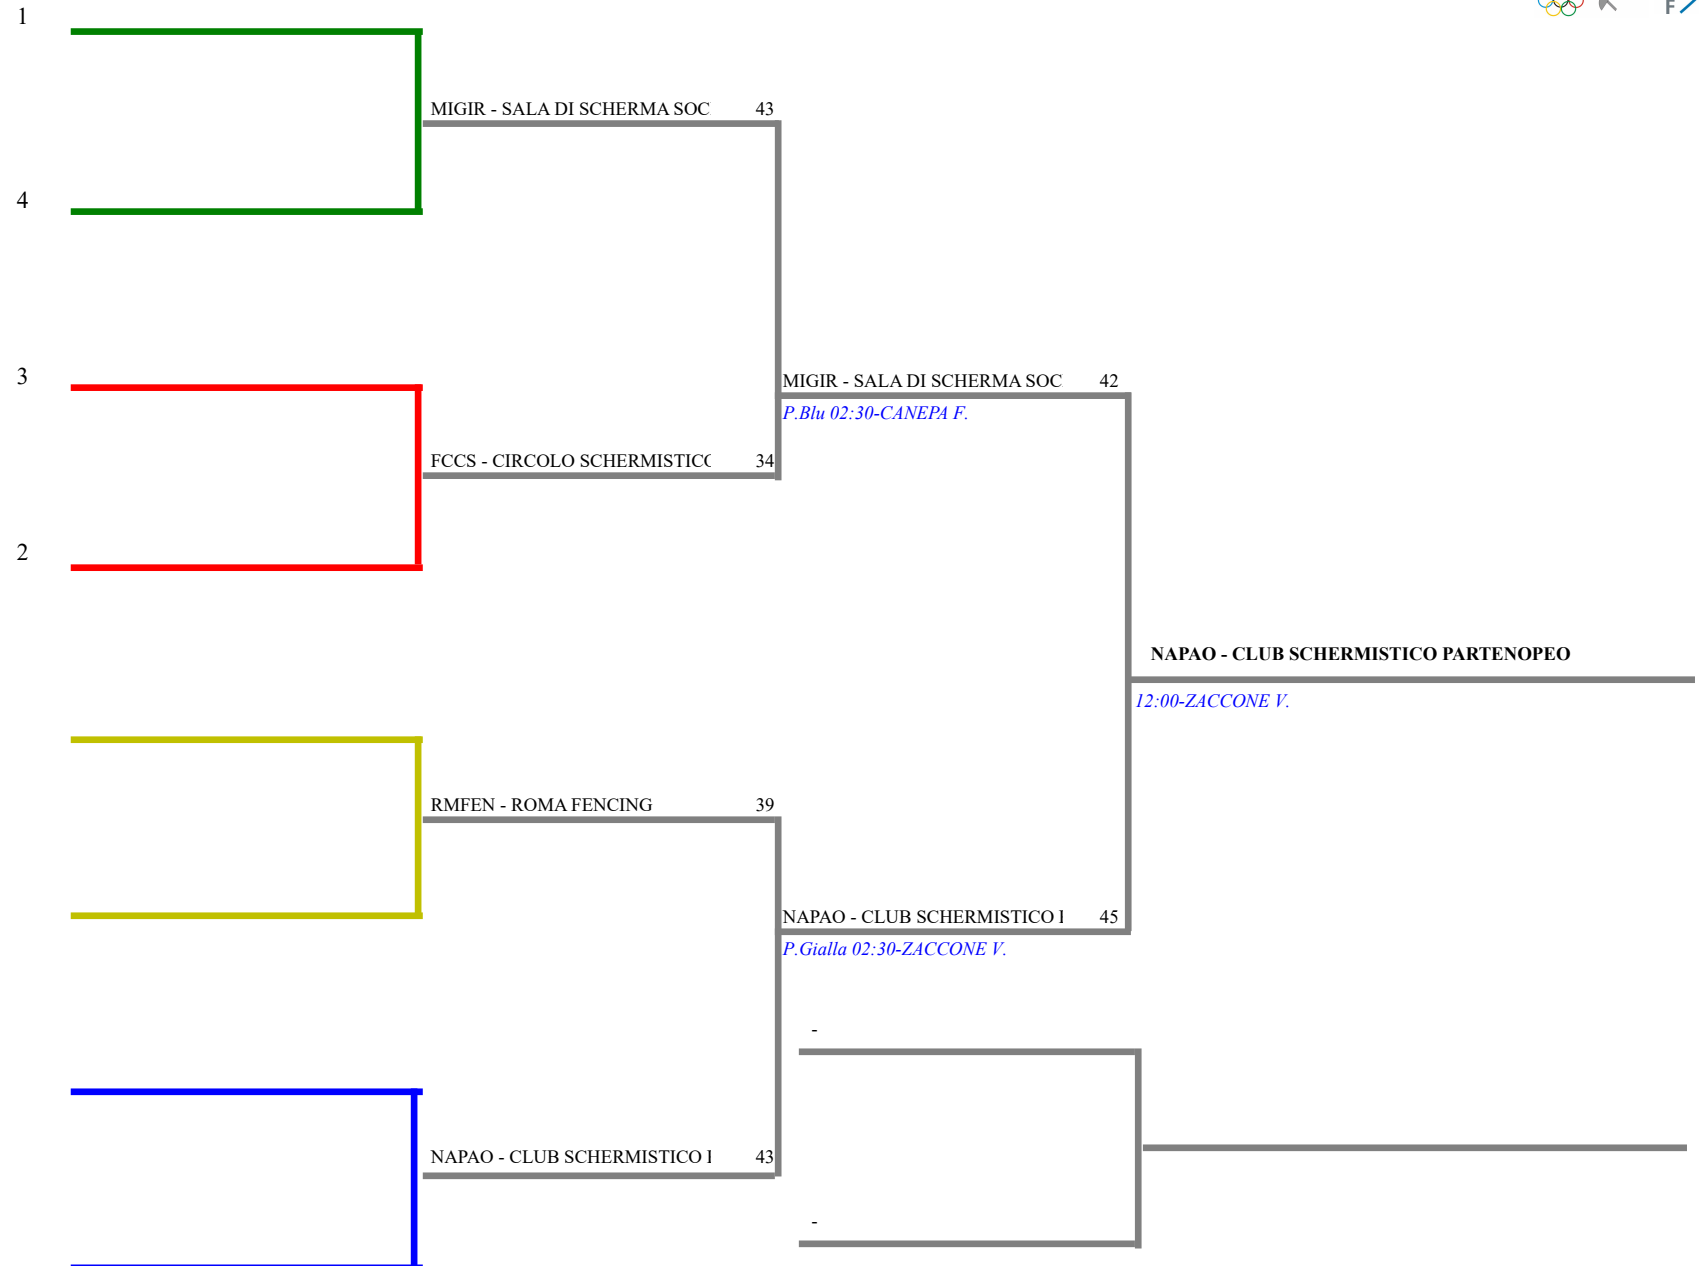 1
F
MIGIR - SALA DI SCHERMA SOC 43
4
3
MIGIR - SALA DI SCHERMA SOC 42
P.Blu 02:30-CANEPA F.
FCCS - CIRCOLO SCHERMISTIC 34
2
NAPAO - CLUB SCHERMISTICO PARTENOPEO
12:00-ZACCONE V.
RMFEN - ROMA FENCING 39
NAPAO - CLUB SCHERMISTICO 45
P.Gialla 02:30-ZACCONE V.
-
NAPAO - CLUB SCHERMISTICO 43
-